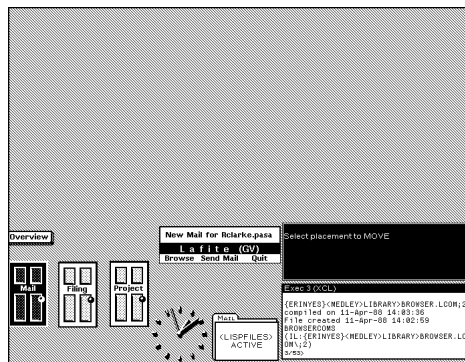 Overview
Mail
Filing
Project
New Mail for Rclarke.pasa
Lafite (GV)
Browse Send Mail Quit
MAIL
<LISPFILES>
ACTIVE
Select placement to MOVE
Exec 3 (XCL)
{ERINYES}<MEDLEY>LIBRARY>BROWSER.LCOM;2
compiled on 11-Apr-88 14:03:36
File created 11-Apr-88 14:02:59
BROWSERCOMS
(IL:{ERINYES}<MEDLEY>LIBRARY>BROWSER.LC
OM\;2)
3/53>